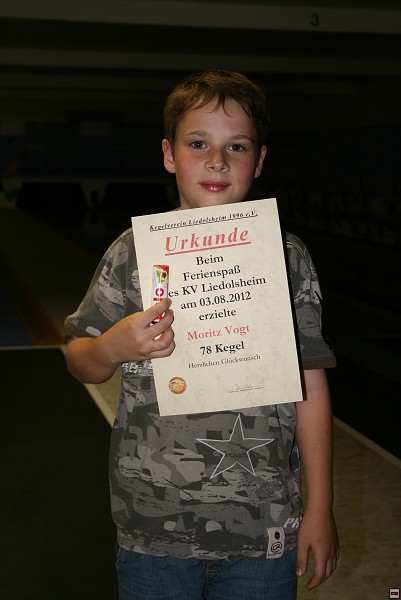 3
Kegelverein Liedolsheim 1996 e.V.
Urkunde
Beim
Ferienspaß
es KV Liedolsheim
am 03.08.2012
erzielte
Moritz Vogt
78 Kegel
Herzlichen Glückwunsch